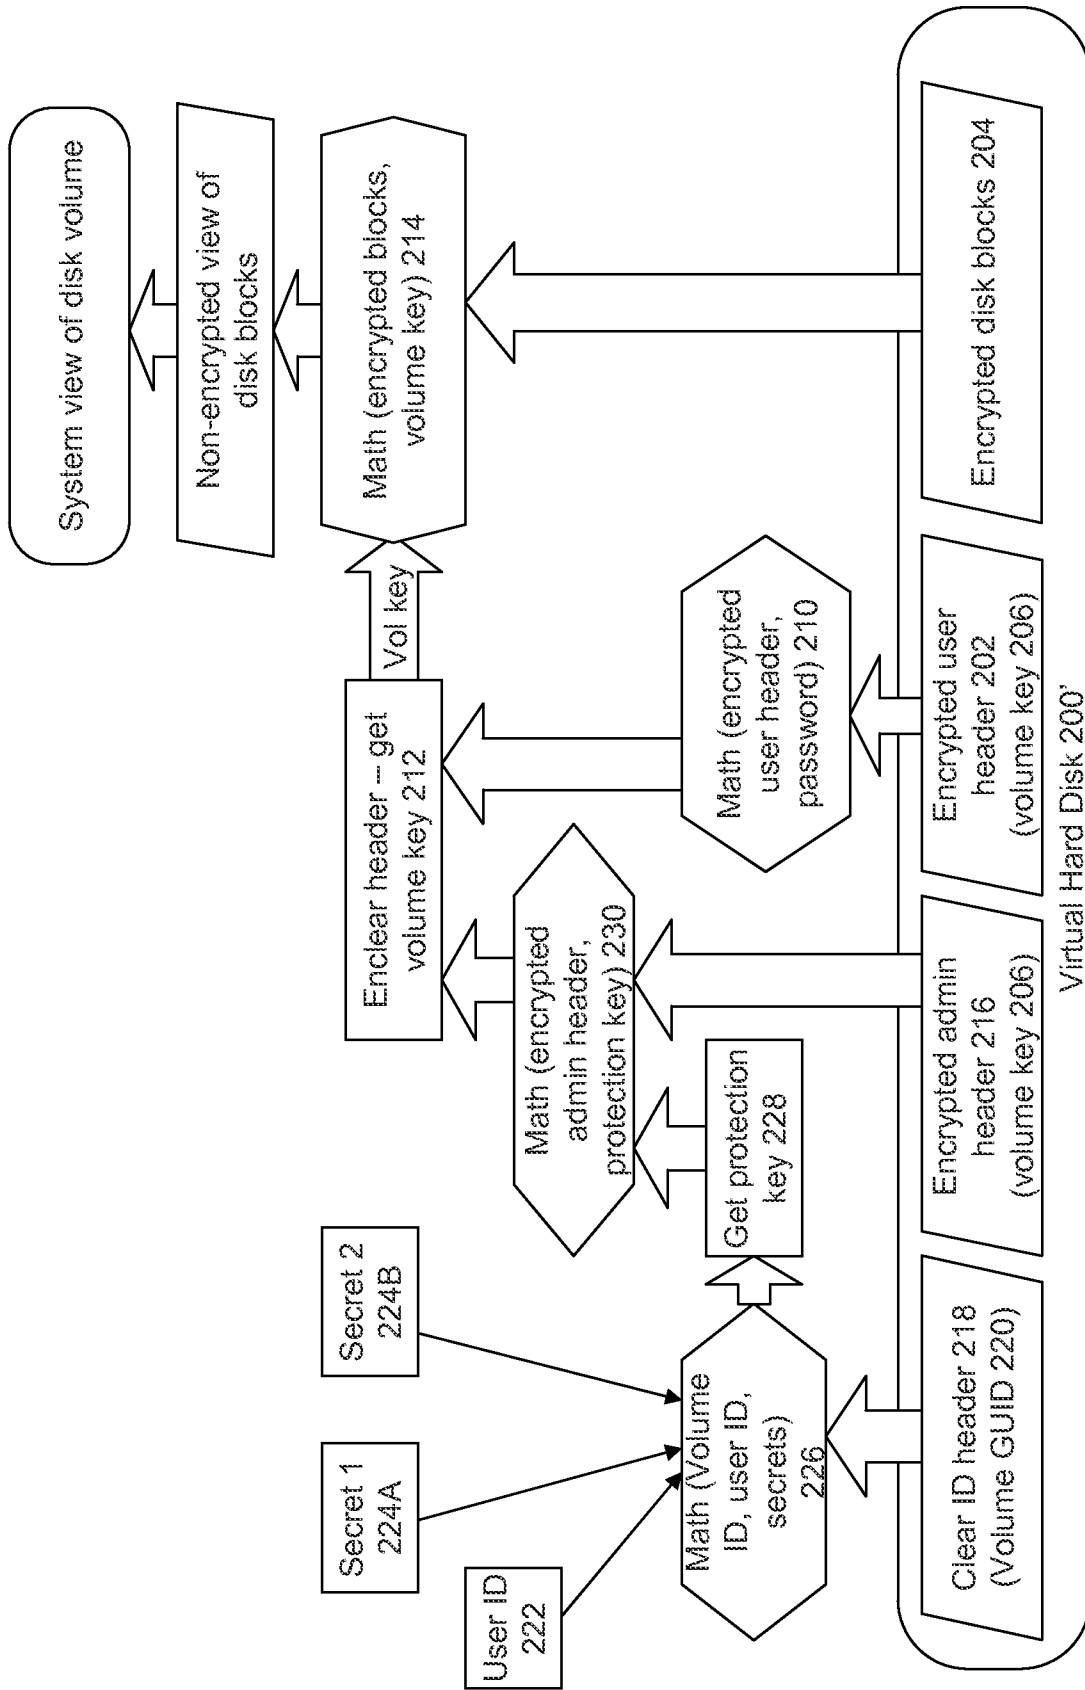 System view of disk volume
Non-encrypted view of
disk blocks
Math (encrypted blocks,
volume key) 214
Vol key
Enclear header -- get
volume key 212
Secret 1
224A
Secret 2
224B
User ID
222
Math (encrypted
admin header,
protection key) 230
Math (encrypted
user header,
password) 210
Math (Volume
ID, user ID,
secrets)
226
Get protection
key 228
Clear ID header 218
(Volume GUID 220)
Encrypted admin
header 216
(volume key 206)
Encrypted user
header 202
(volume key 206)
Encrypted disk blocks 204
Virtual Hard Disk 200'